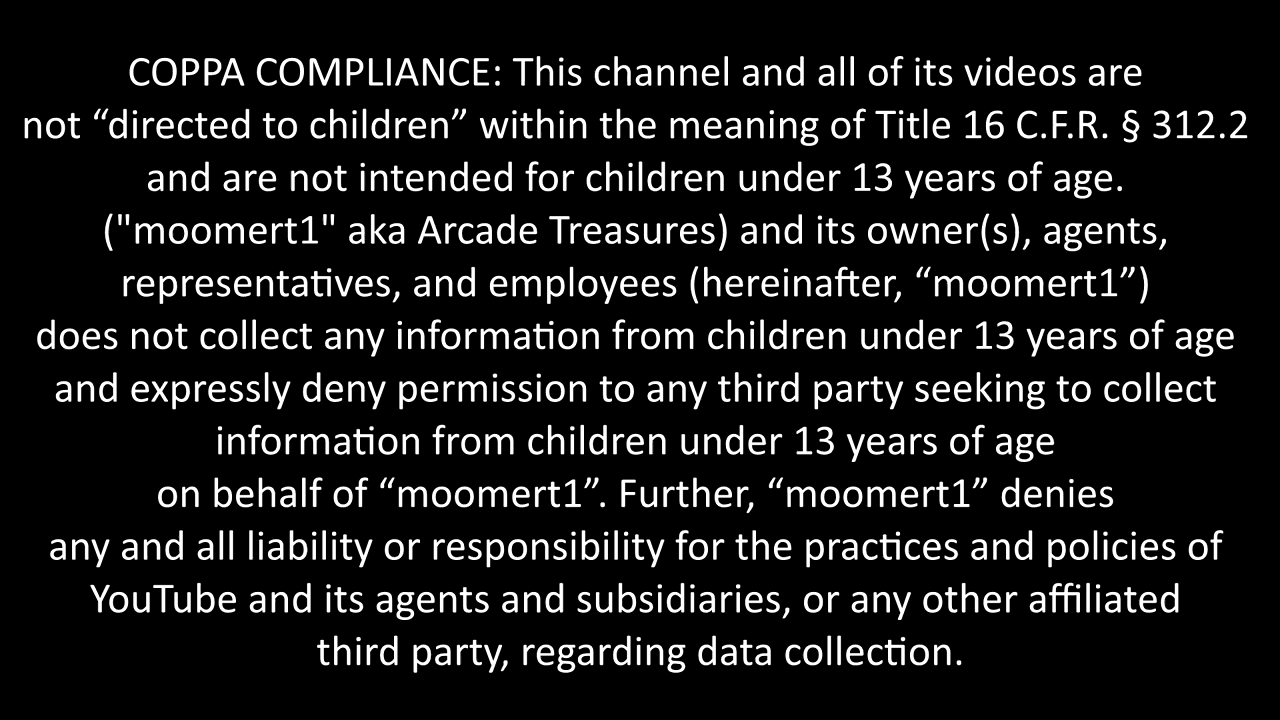 COPPA COMPLIANCE: This channel and all of its videos are
not “directed to children” within the meaning of Title 16 C.F.R. § 312.2
and are not intended for children under 13 years of age.
("moomert1" aka Arcade Treasures) and its owner(s), agents,
representatives, and employees (hereinafter, “moomert1”)
does not collect any information from children under 13 years of age
and expressly deny permission to any third party seeking to collect
information from children under 13 years of age
on behalf of “moomert1”. Further, “moomert1” denies
any and all liability or responsibility for the practices and policies of
YouTube and its agents and subsidiaries, or any other affiliated
third party, regarding data collection.